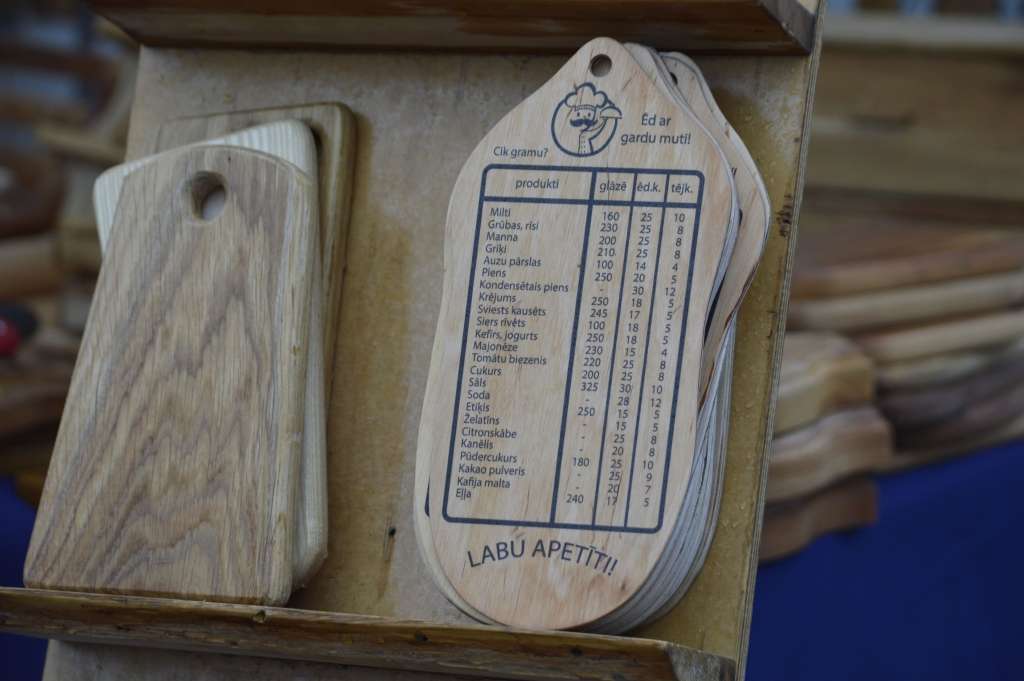 Ēd ar
gardu muti!
Cik gramu?
produkti glāzē ēd.k. tējk.
Milti 160 25 10
Grūbas, rīsi 230 25 8
Manna 200 25 8
Griķi 210 25 8
Auzu pārslas 100 14 4
Piens 250 20 5
Kondensētais piens - 30 12
Krējums 250 18 5
Sviests kausēts 245 17 5
Siers rīvēts 100 18 5
Kefīrs, jogurts 250 18 5
Majonēze 230 15 4
Tomātu biezenis 220 25 8
Cukurs 200 25 8
Sāls 325 30 10
Soda - 28 12
Etiķis 250 15 5
Želatīns - 15 5
Citronskābe - 25 8
Kanēlis - 20 8
Pūdercukurs 180 25 10
Kakao pulveris - 25 9
Kafija malta - 20 7
Eļļa 240 17 5
LABU APETĪTI!